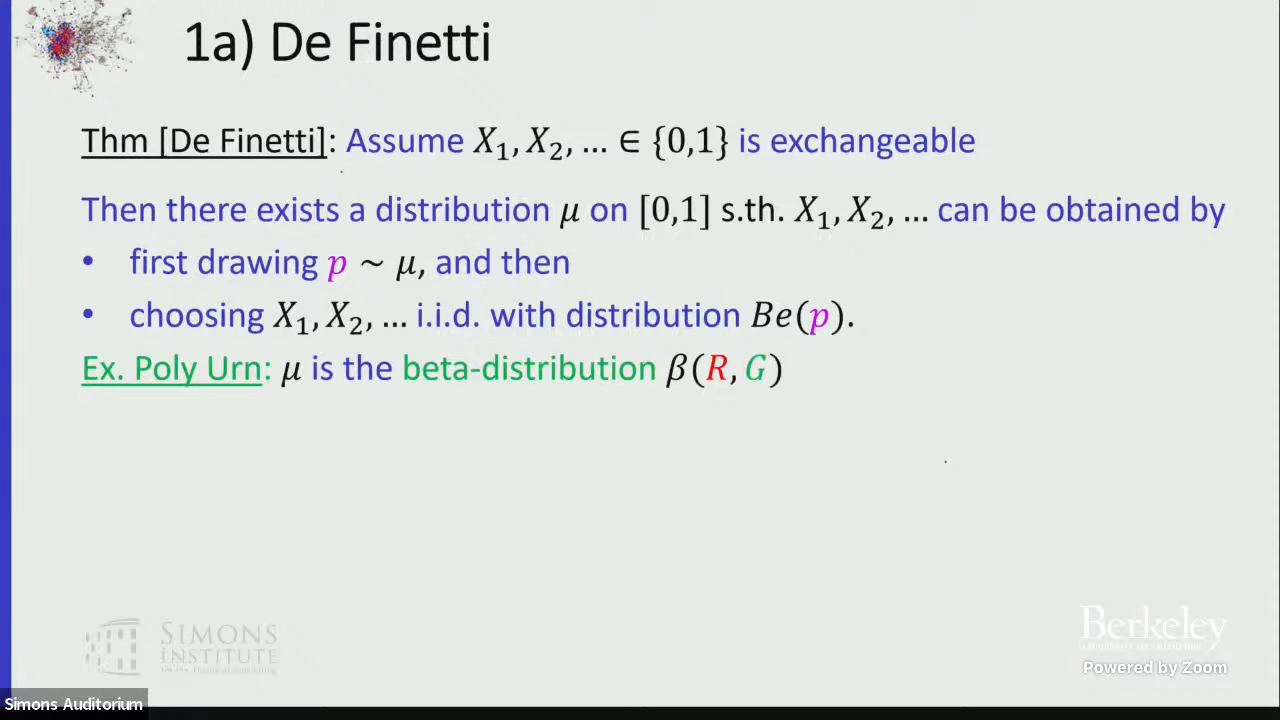 1a) De Finetti
Thm [De Finetti]: Assume X₁, X₂, … ∈ {0,1} is exchangeable
Then there exists a distribution μ on [0,1] s.th. X₁, X₂, … can be obtained by
• first drawing p ~ μ, and then
• choosing X₁, X₂, … i.i.d. with distribution Be(p).
Ex. Poly Urn: μ is the beta-distribution β(R, G)
SIMONS
INSTITUTE
Berkeley
Powered by Zoom
Simons Auditorium